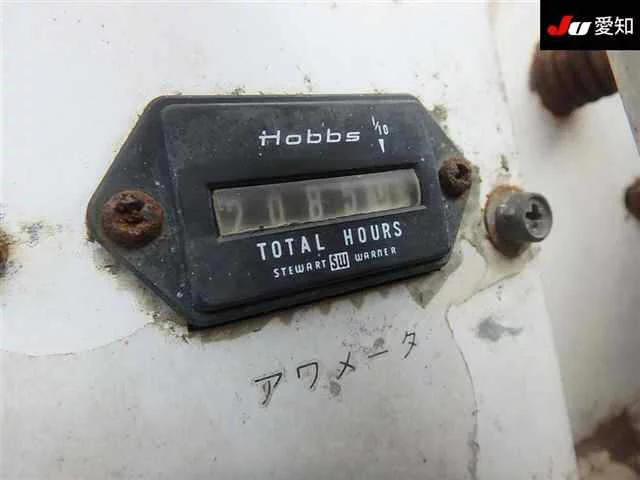 JU 愛知
Hobbs 1/10
TOTAL HOURS
STEWART SW WARNER
アワメータ